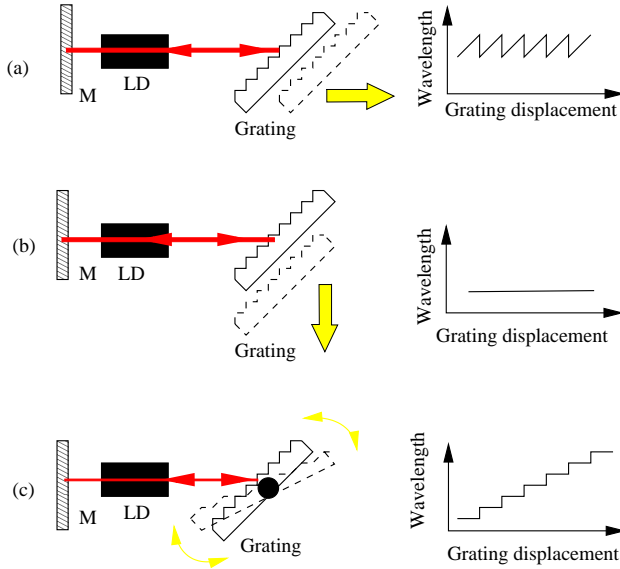 (a)
M
LD
Grating
Wavelength
Grating displacement
(b)
M
LD
Grating
Wavelength
Grating displacement
(c)
M
LD
Grating
Wavelength
Grating displacement